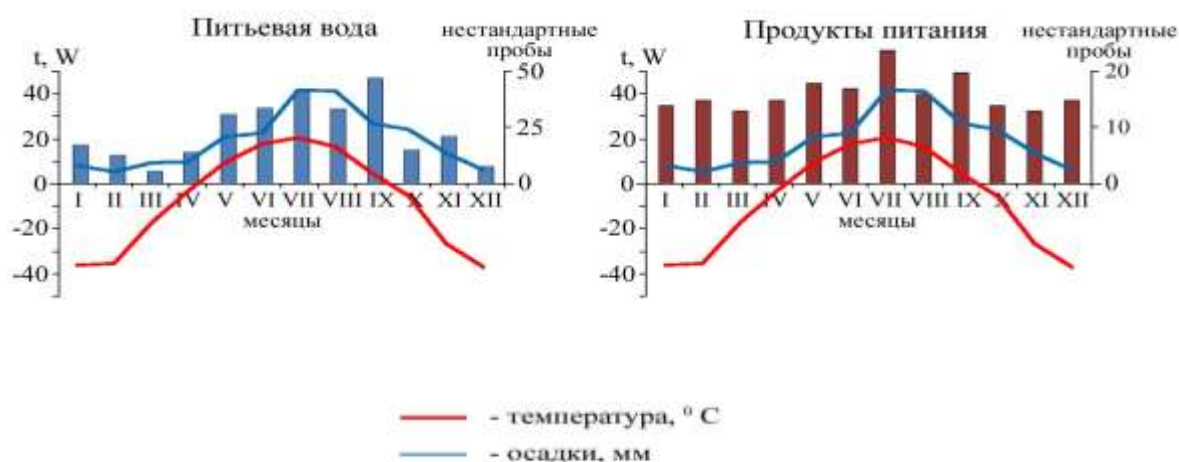 Питьевая вода
нестандартные
пробы
t, W
50
40
25
20
0
0
I II III IV V VI VII VIII IX X XI XII
месяцы
-20
-40
Продукты питания
нестандартные
пробы
t, W
20
40
10
20
0
0
I II III IV V VI VII VIII IX X XI XII
месяцы
-20
-40
- температура, ⁰ С
- осадки, мм